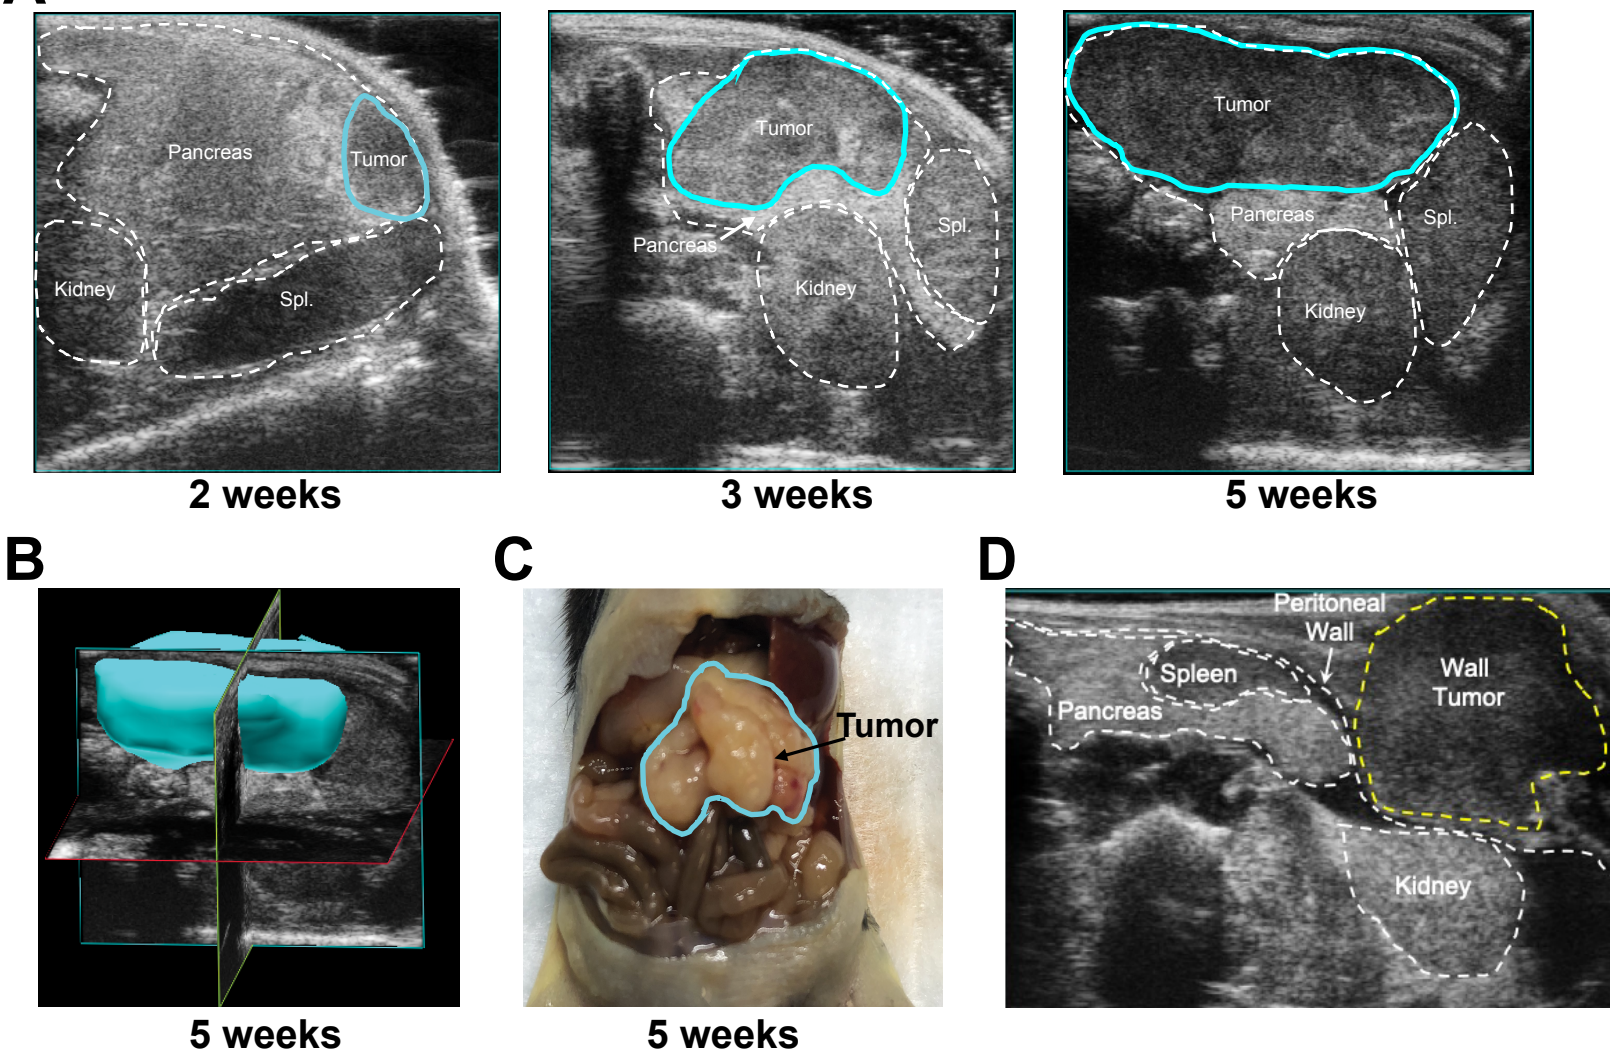 A
Pancreas
Tumor
Kidney
Spl.
2 weeks
Tumor
Pancreas
Spl.
Kidney
3 weeks
Tumor
Pancreas
Spl.
Kidney
5 weeks
B
5 weeks
C
Tumor
5 weeks
D
Peritoneal
Wall
Spleen
Pancreas
Wall
Tumor
Kidney